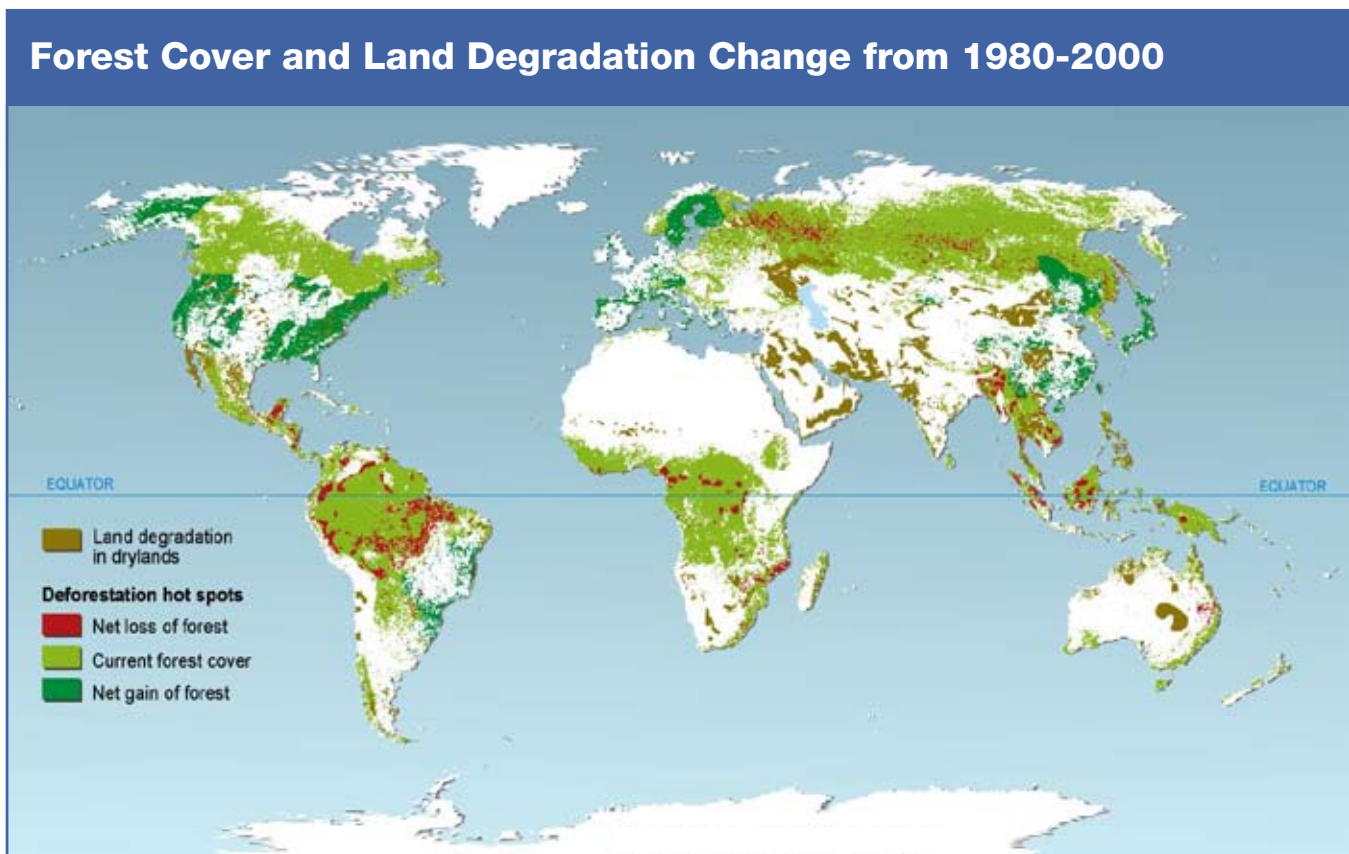 Forest Cover and Land Degradation Change from 1980-2000
EQUATOR
EQUATOR
Land degradation
in drylands
Deforestation hot spots
Net loss of forest
Current forest cover
Net gain of forest